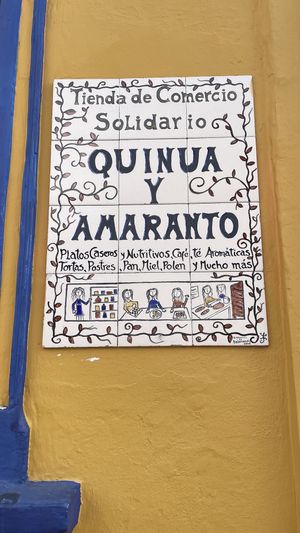 Tienda de Comercio
Solidario
QUINUA
Y
AMARANTO
Platos Caseros y Nutritivos, Café, Té Aromáticas
Tortas, Postres, Pan, Miel, Polen y Mucho más